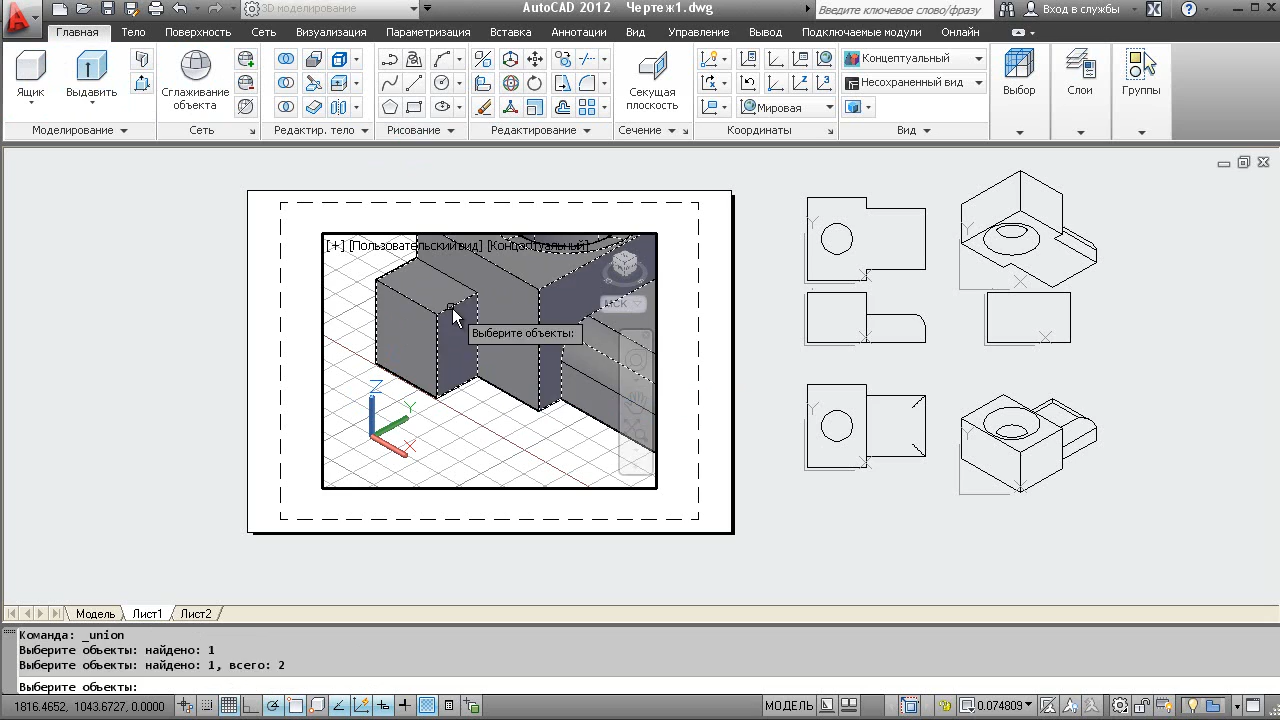 3D моделирование
AutoCAD 2012 Чертеж1.dwg
Введите ключевое слово/фразу
Вход в службы
Главная Тело Поверхность Сеть Визуализация Параметризация Вставка Аннотации Вид Управление Вывод Подключаемые модули Онлайн
Ящик
Выдавить
Сглаживание
объекта
Секущая
плоскость
Мировая
Концептуальный
Несохраненный вид
Выбор
Слои
Группы
Моделирование Сеть Редактир. тело Рисование Редактирование Сечение Координаты Вид
[+] [Пользовательский вид] [Концептуальный]
МСК
Выберите объекты:
Z
Y
X
Y
X
Y
X
X
X
Y
X
Y
X
Модель Лист1 Лист2
Команда: _union
Выберите объекты: найдено: 1
Выберите объекты: найдено: 1, всего: 2
Выберите объекты:
1816.4652, 1043.6727, 0.0000
МОДЕЛЬ
0.074809